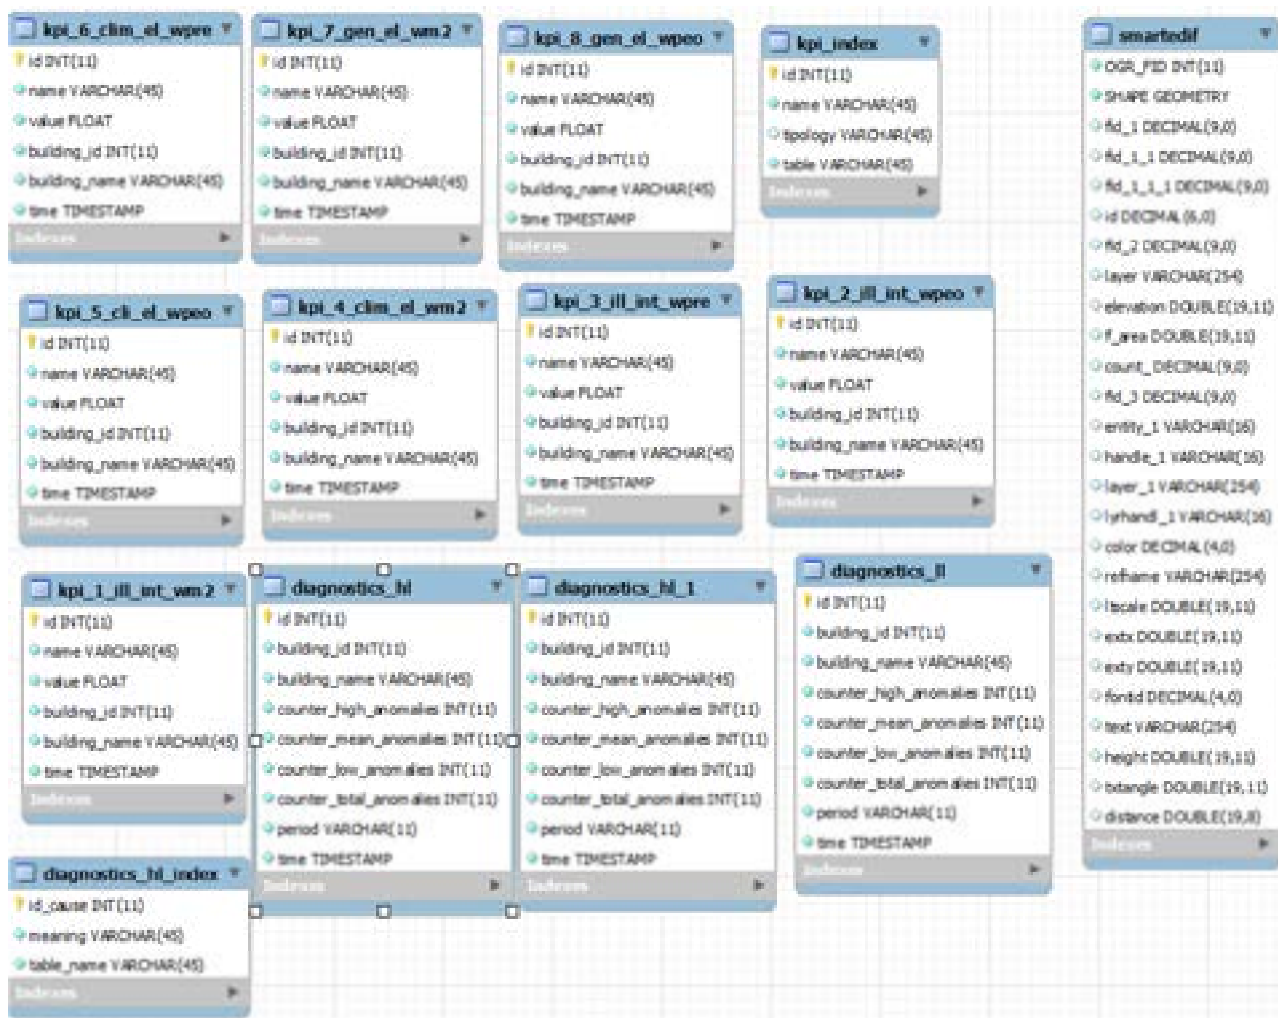 kpi_6_clim_el_wpre
id INT(11)
name VARCHAR(45)
value FLOAT
building_id INT(11)
building_name VARCHAR(45)
time TIMESTAMP
Indexes
kpi_7_gen_el_wm2
id INT(11)
name VARCHAR(45)
value FLOAT
building_id INT(11)
building_name VARCHAR(45)
time TIMESTAMP
Indexes
kpi_8_gen_el_wpeo
id INT(11)
name VARCHAR(45)
value FLOAT
building_id INT(11)
building_name VARCHAR(45)
time TIMESTAMP
Indexes
kpi_index
id INT(11)
name VARCHAR(45)
tipology VARCHAR(45)
table VARCHAR(45)
Indexes
smartedif
OGR_FID INT(11)
SHAPE GEOMETRY
fid_1 DECIMAL(9,0)
fid_1_1 DECIMAL(9,0)
fid_1_1_1 DECIMAL(9,0)
id DECIMAL(6,0)
fid_2 DECIMAL(9,0)
layer VARCHAR(254)
elevation DOUBLE(19,11)
f_area DOUBLE(19,11)
count_ DECIMAL(9,0)
fid_3 DECIMAL(9,0)
entity_1 VARCHAR(16)
handle_1 VARCHAR(16)
layer_1 VARCHAR(254)
lyrhandl_1 VARCHAR(16)
color DECIMAL(4,0)
refname VARCHAR(254)
ltscale DOUBLE(19,11)
extx DOUBLE(19,11)
exty DOUBLE(19,11)
fontid DECIMAL(4,0)
text VARCHAR(254)
height DOUBLE(19,11)
txtangle DOUBLE(19,11)
distance DOUBLE(19,8)
Indexes
kpi_5_cli_el_wpeo
id INT(11)
name VARCHAR(45)
value FLOAT
building_id INT(11)
building_name VARCHAR(45)
time TIMESTAMP
Indexes
kpi_4_clim_el_wm2
id INT(11)
name VARCHAR(45)
value FLOAT
building_id INT(11)
building_name VARCHAR(45)
time TIMESTAMP
Indexes
kpi_3_ill_int_wpre
id INT(11)
name VARCHAR(45)
value FLOAT
building_id INT(11)
building_name VARCHAR(45)
time TIMESTAMP
Indexes
kpi_2_ill_int_wpeo
id INT(11)
name VARCHAR(45)
value FLOAT
building_id INT(11)
building_name VARCHAR(45)
time TIMESTAMP
Indexes
kpi_1_ill_int_wm2
id INT(11)
name VARCHAR(45)
value FLOAT
building_id INT(11)
building_name VARCHAR(45)
time TIMESTAMP
Indexes
diagnostics_hl
id INT(11)
building_id INT(11)
building_name VARCHAR(45)
counter_high_anomalies INT(11)
counter_mean_anomalies INT(11)
counter_low_anomalies INT(11)
counter_total_anomalies INT(11)
period VARCHAR(11)
time TIMESTAMP
Indexes
diagnostics_hl_1
id INT(11)
building_id INT(11)
building_name VARCHAR(45)
counter_high_anomalies INT(11)
counter_mean_anomalies INT(11)
counter_low_anomalies INT(11)
counter_total_anomalies INT(11)
period VARCHAR(11)
time TIMESTAMP
Indexes
diagnostics_ll
id INT(11)
building_id INT(11)
building_name VARCHAR(45)
counter_high_anomalies INT(11)
counter_mean_anomalies INT(11)
counter_low_anomalies INT(11)
counter_total_anomalies INT(11)
period VARCHAR(11)
time TIMESTAMP
Indexes
diagnostics_hl_index
id_cause INT(11)
meaning VARCHAR(45)
table_name VARCHAR(45)
Indexes